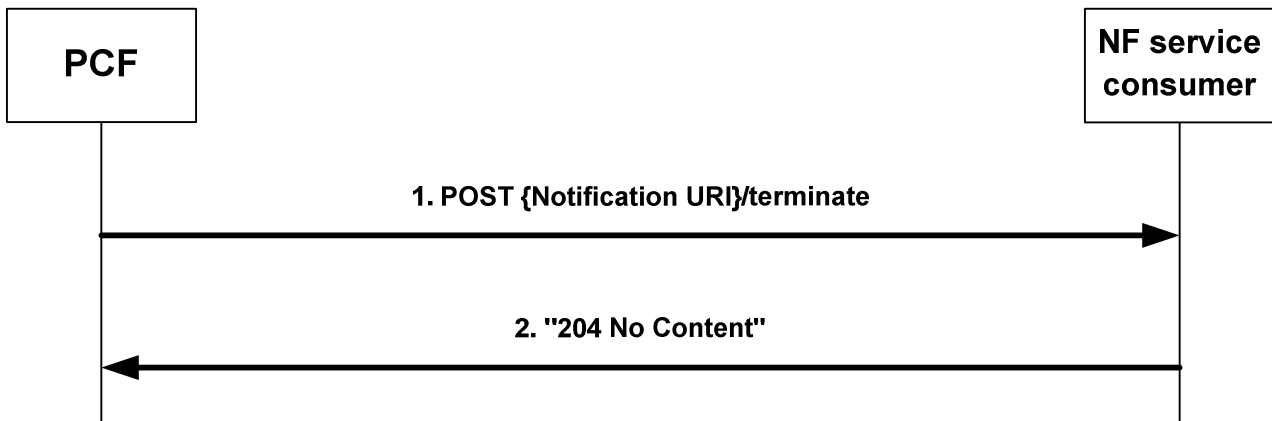 PCF
NF service
consumer
1. POST {Notification URI}/terminate
2. "204 No Content"